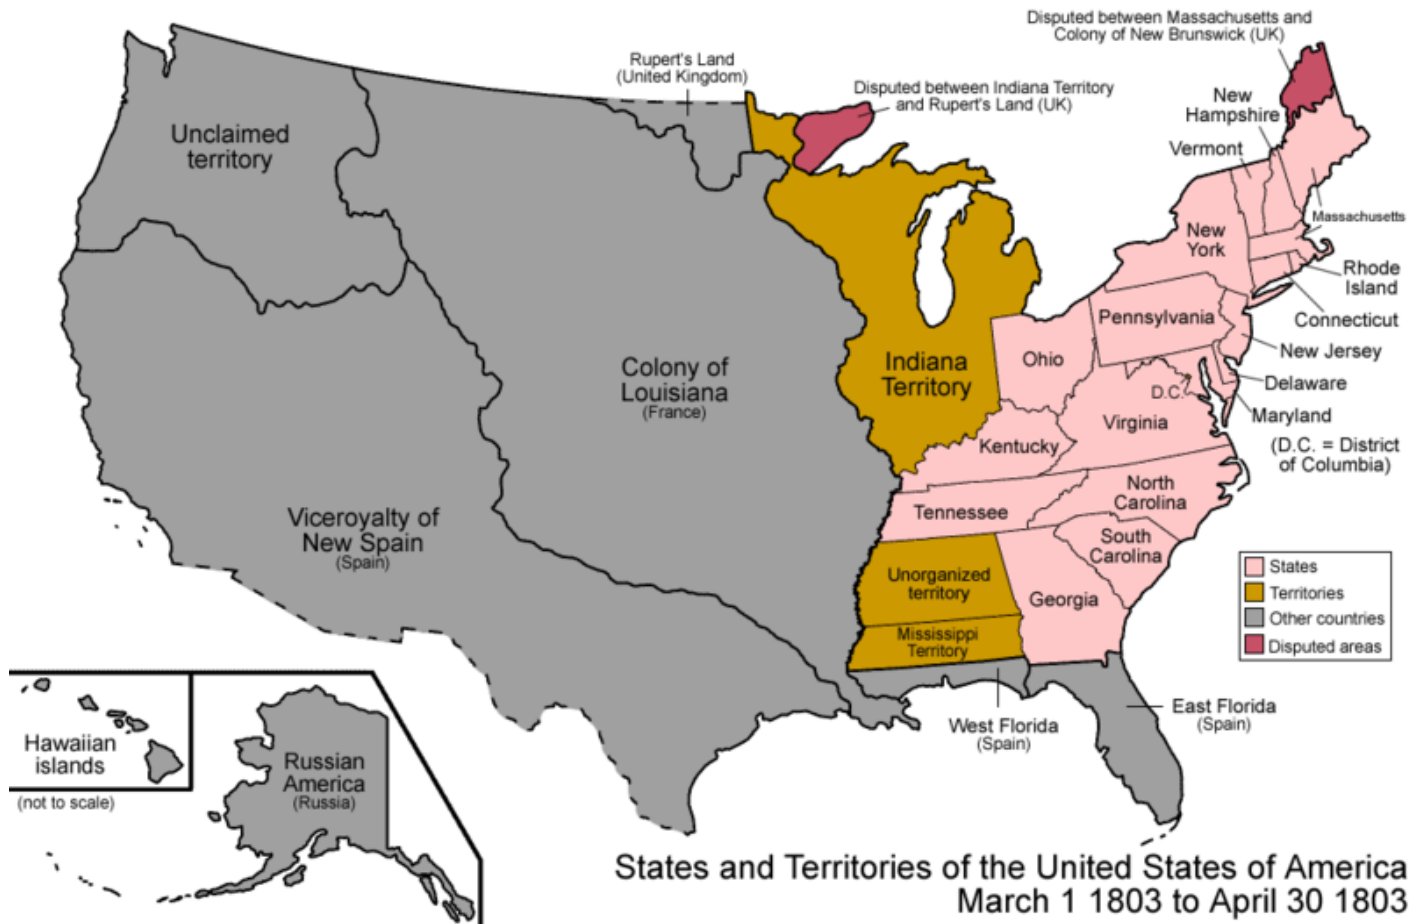 Disputed between Massachusetts and
Colony of New Brunswick (UK)
Rupert's Land
(United Kingdom)
Disputed between Indiana Territory
and Rupert's Land (UK)
New
Hampshire
Vermont
Unclaimed
territory
Massachusetts
New
York
Rhode
Island
Connecticut
Pennsylvania
New Jersey
Ohio
Indiana
Territory
Colony of
Louisiana
(France)
D.C.
Delaware
Maryland
Virginia
(D.C. = District
of Columbia)
Kentucky
North
Carolina
Tennessee
Viceroyalty of
New Spain
(Spain)
South
Carolina
Unorganized
territory
Georgia
Mississippi
Territory
States
Territories
Other countries
Disputed areas
West Florida
(Spain)
East Florida
(Spain)
Hawaiian
islands
(not to scale)
Russian
America
(Russia)
States and Territories of the United States of America
March 1 1803 to April 30 1803